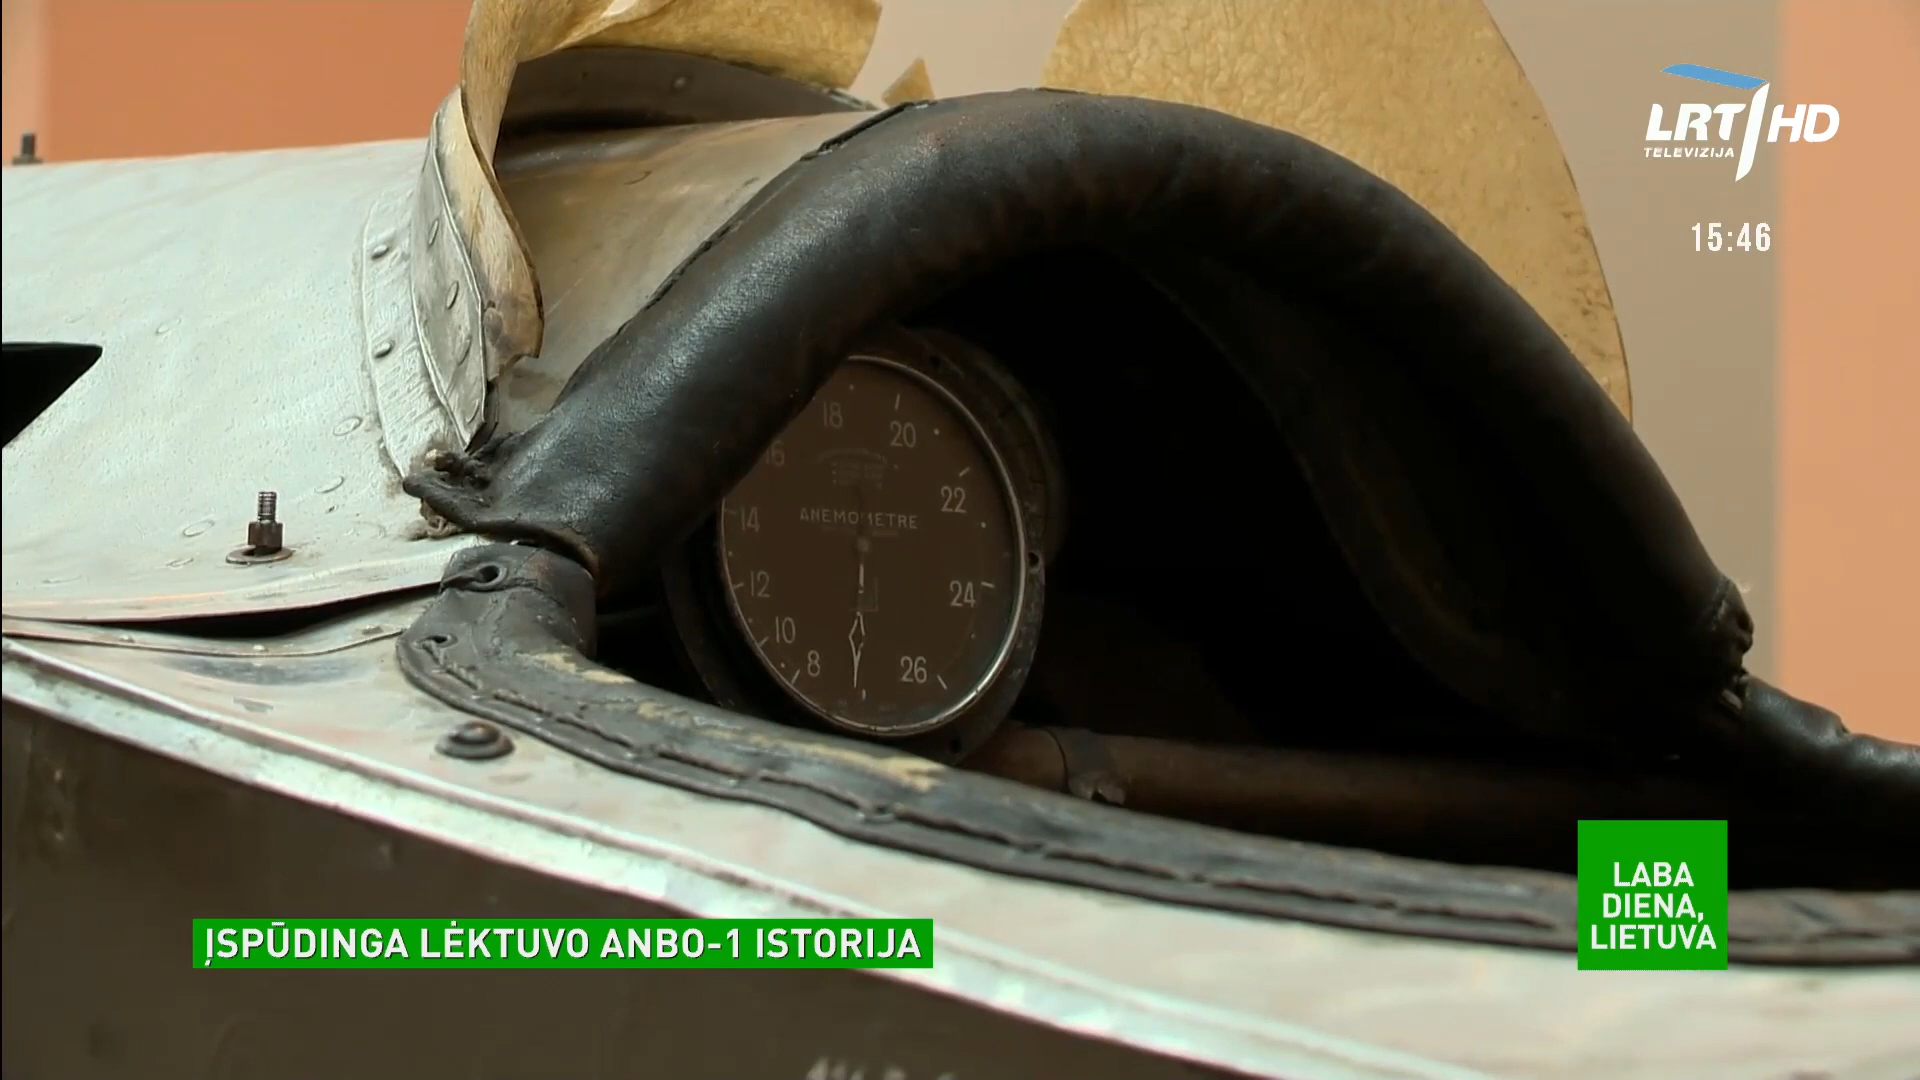 LRT HD
TELEVIZIJA
15:46
18
20
16
22
ANEMOMETRE
14
24
12
10
8
26
LABA
DIENA,
LIETUVA
ĮSPŪDINGA LĖKTUVO ANBO-1 ISTORIJA